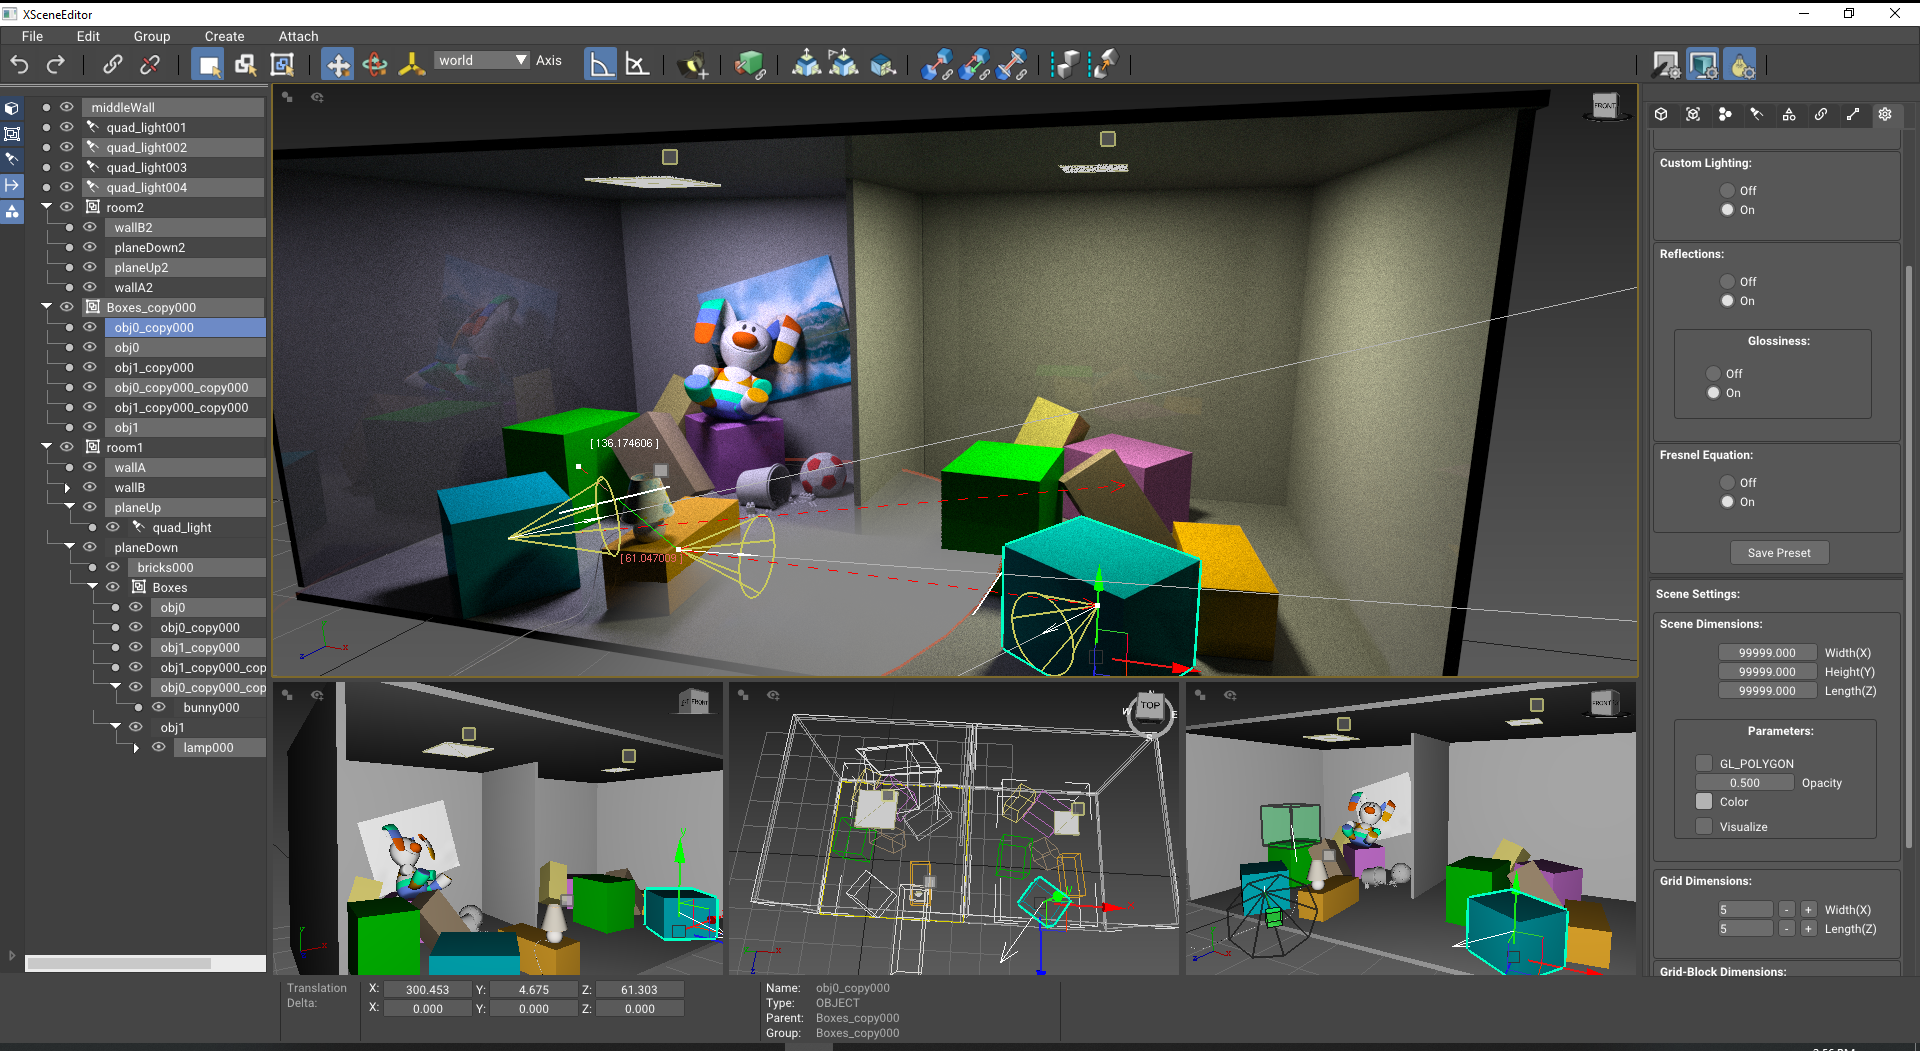 XSceneEditor
File Edit Group Create Attach
world Axis
middleWall
quad_light001
quad_light002
quad_light003
quad_light004
room2
wallB2
planeDown2
planeUp2
wallA2
Boxes_copy000
obj0_copy000
obj0
obj1_copy000
obj0_copy000_copy000
obj1_copy000_copy000
obj1
room1
wallA
wallB
planeUp
quad_light
planeDown
bricks000
Boxes
obj0
obj0_copy000
obj1_copy000
obj1_copy000_cop
obj0_copy000_cop
bunny000
obj1
lamp000
FRONT
[136.174606 ]
[61.047009 ]
z x
FRONT
TOP
N
W E
FRONT
Custom Lighting:
Off
On
Reflections:
Off
On
Glossiness:
Off
On
Fresnel Equation:
Off
On
Save Preset
Scene Settings:
Scene Dimensions:
99999.000 Width(X)
99999.000 Height(Y)
99999.000 Length(Z)
Parameters:
GL_POLYGON
0.500 Opacity
Color
Visualize
Grid Dimensions:
5 - + Width(X)
5 - + Length(Z)
Grid-Block Dimensions:
Translation X: 300.453 Y: 4.675 Z: 61.303
Delta: X: 0.000 Y: 0.000 Z: 0.000
Name: obj0_copy000
Type: OBJECT
Parent: Boxes_copy000
Group: Boxes_copy000